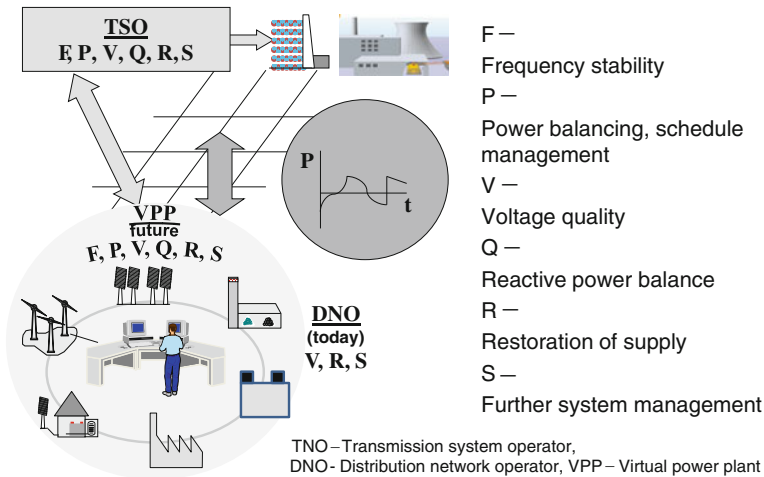 TSO
F, P, V, Q, R, S
P
t
VPP
future
F, P, V, Q, R, S
DNO
(today)
V, R, S
F –
Frequency stability
P –
Power balancing, schedule
management
V –
Voltage quality
Q –
Reactive power balance
R –
Restoration of supply
S –
Further system management
TNO – Transmission system operator,
DNO - Distribution network operator, VPP – Virtual power plant